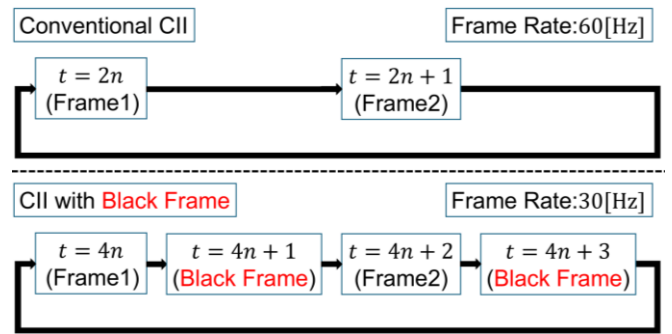 Conventional CII
Frame Rate:60[Hz]
t = 2n
(Frame1)
t = 2n + 1
(Frame2)
CII with Black Frame
Frame Rate:30[Hz]
t = 4n
(Frame1)
t = 4n + 1
(Black Frame)
t = 4n + 2
(Frame2)
t = 4n + 3
(Black Frame)